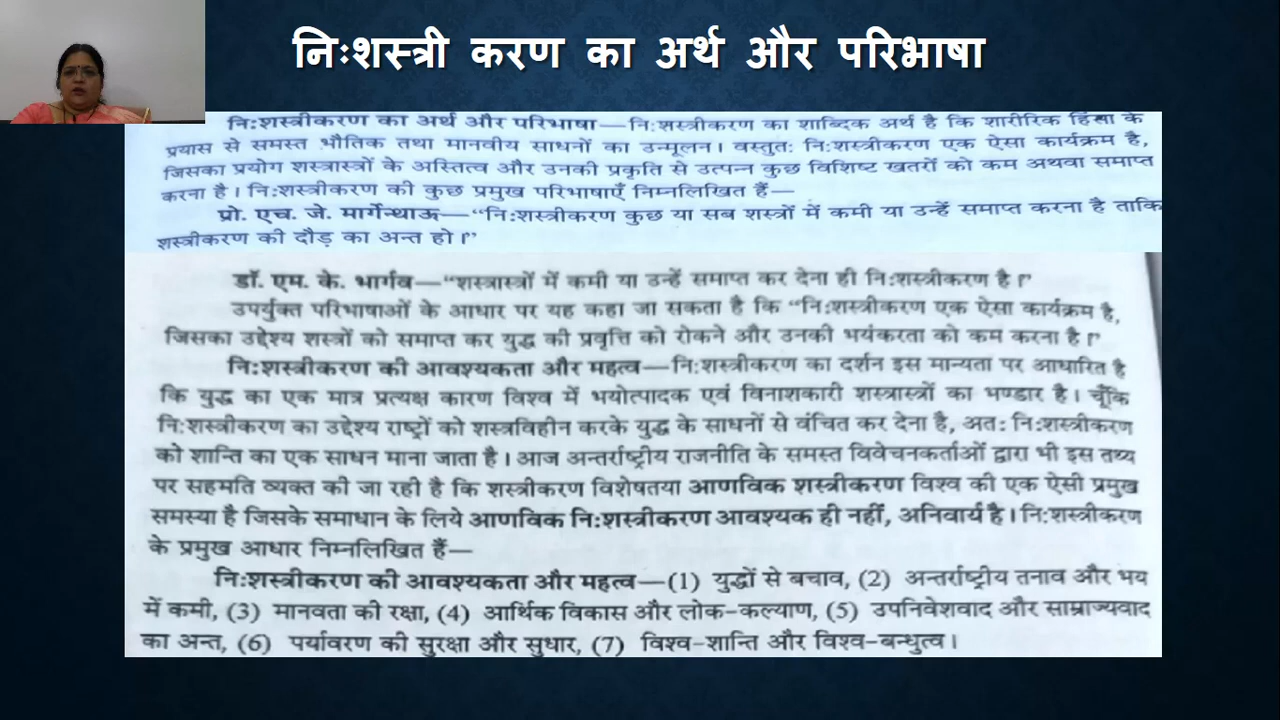 निःशस्त्री करण का अर्थ और परिभाषा
निःशस्त्रीकरण का अर्थ और परिभाषा—निःशस्त्रीकरण का शाब्दिक अर्थ है कि शारीरिक हिंसा के
प्रयास से समस्त भौतिक तथा मानवीय साधनों का उन्मूलन। वस्तुतः निःशस्त्रीकरण एक ऐसा कार्यक्रम है,
जिसका प्रयोग शस्त्रास्त्रों के अस्तित्व और उनकी प्रकृति से उत्पन्न कुछ विशिष्ट खतरों को कम अथवा समाप्त
करना है। निःशस्त्रीकरण की कुछ प्रमुख परिभाषाएँ निम्नलिखित हैं—
प्रो. एच. जे. मार्गेन्थाऊ—“निःशस्त्रीकरण कुछ या सब शस्त्रों में कमी या उन्हें समाप्त करना है ताकि
शस्त्रीकरण की दौड़ का अन्त हो।”
डॉ. एम. के. भार्गव—“शस्त्रास्त्रों में कमी या उन्हें समाप्त कर देना ही निःशस्त्रीकरण है।”
उपर्युक्त परिभाषाओं के आधार पर यह कहा जा सकता है कि “निःशस्त्रीकरण एक ऐसा कार्यक्रम है,
जिसका उद्देश्य शस्त्रों को समाप्त कर युद्ध की प्रवृत्ति को रोकने और उनकी भयंकरता को कम करना है।”
निःशस्त्रीकरण की आवश्यकता और महत्व—निःशस्त्रीकरण का दर्शन इस मान्यता पर आधारित है
कि युद्ध का एक मात्र प्रत्यक्ष कारण विश्व में भयोत्पादक एवं विनाशकारी शस्त्रास्त्रों का भण्डार है। चूँकि
निःशस्त्रीकरण का उद्देश्य राष्ट्रों को शस्त्रविहीन करके युद्ध के साधनों से वंचित कर देना है, अतः निःशस्त्रीकरण
को शान्ति का एक साधन माना जाता है। आज अन्तर्राष्ट्रीय राजनीति के समस्त विवेचनकर्ताओं द्वारा भी इस तथ्य
पर सहमति व्यक्त की जा रही है कि शस्त्रीकरण विशेषतया आणविक शस्त्रीकरण विश्व की एक ऐसी प्रमुख
समस्या है जिसके समाधान के लिये आणविक निःशस्त्रीकरण आवश्यक ही नहीं, अनिवार्य है। निःशस्त्रीकरण
के प्रमुख आधार निम्नलिखित हैं—
निःशस्त्रीकरण की आवश्यकता और महत्व—(1) युद्धों से बचाव, (2) अन्तर्राष्ट्रीय तनाव और भय
में कमी, (3) मानवता की रक्षा, (4) आर्थिक विकास और लोक-कल्याण, (5) उपनिवेशवाद और साम्राज्यवाद
का अन्त, (6) पर्यावरण की सुरक्षा और सुधार, (7) विश्व-शान्ति और विश्व-बन्धुत्व।